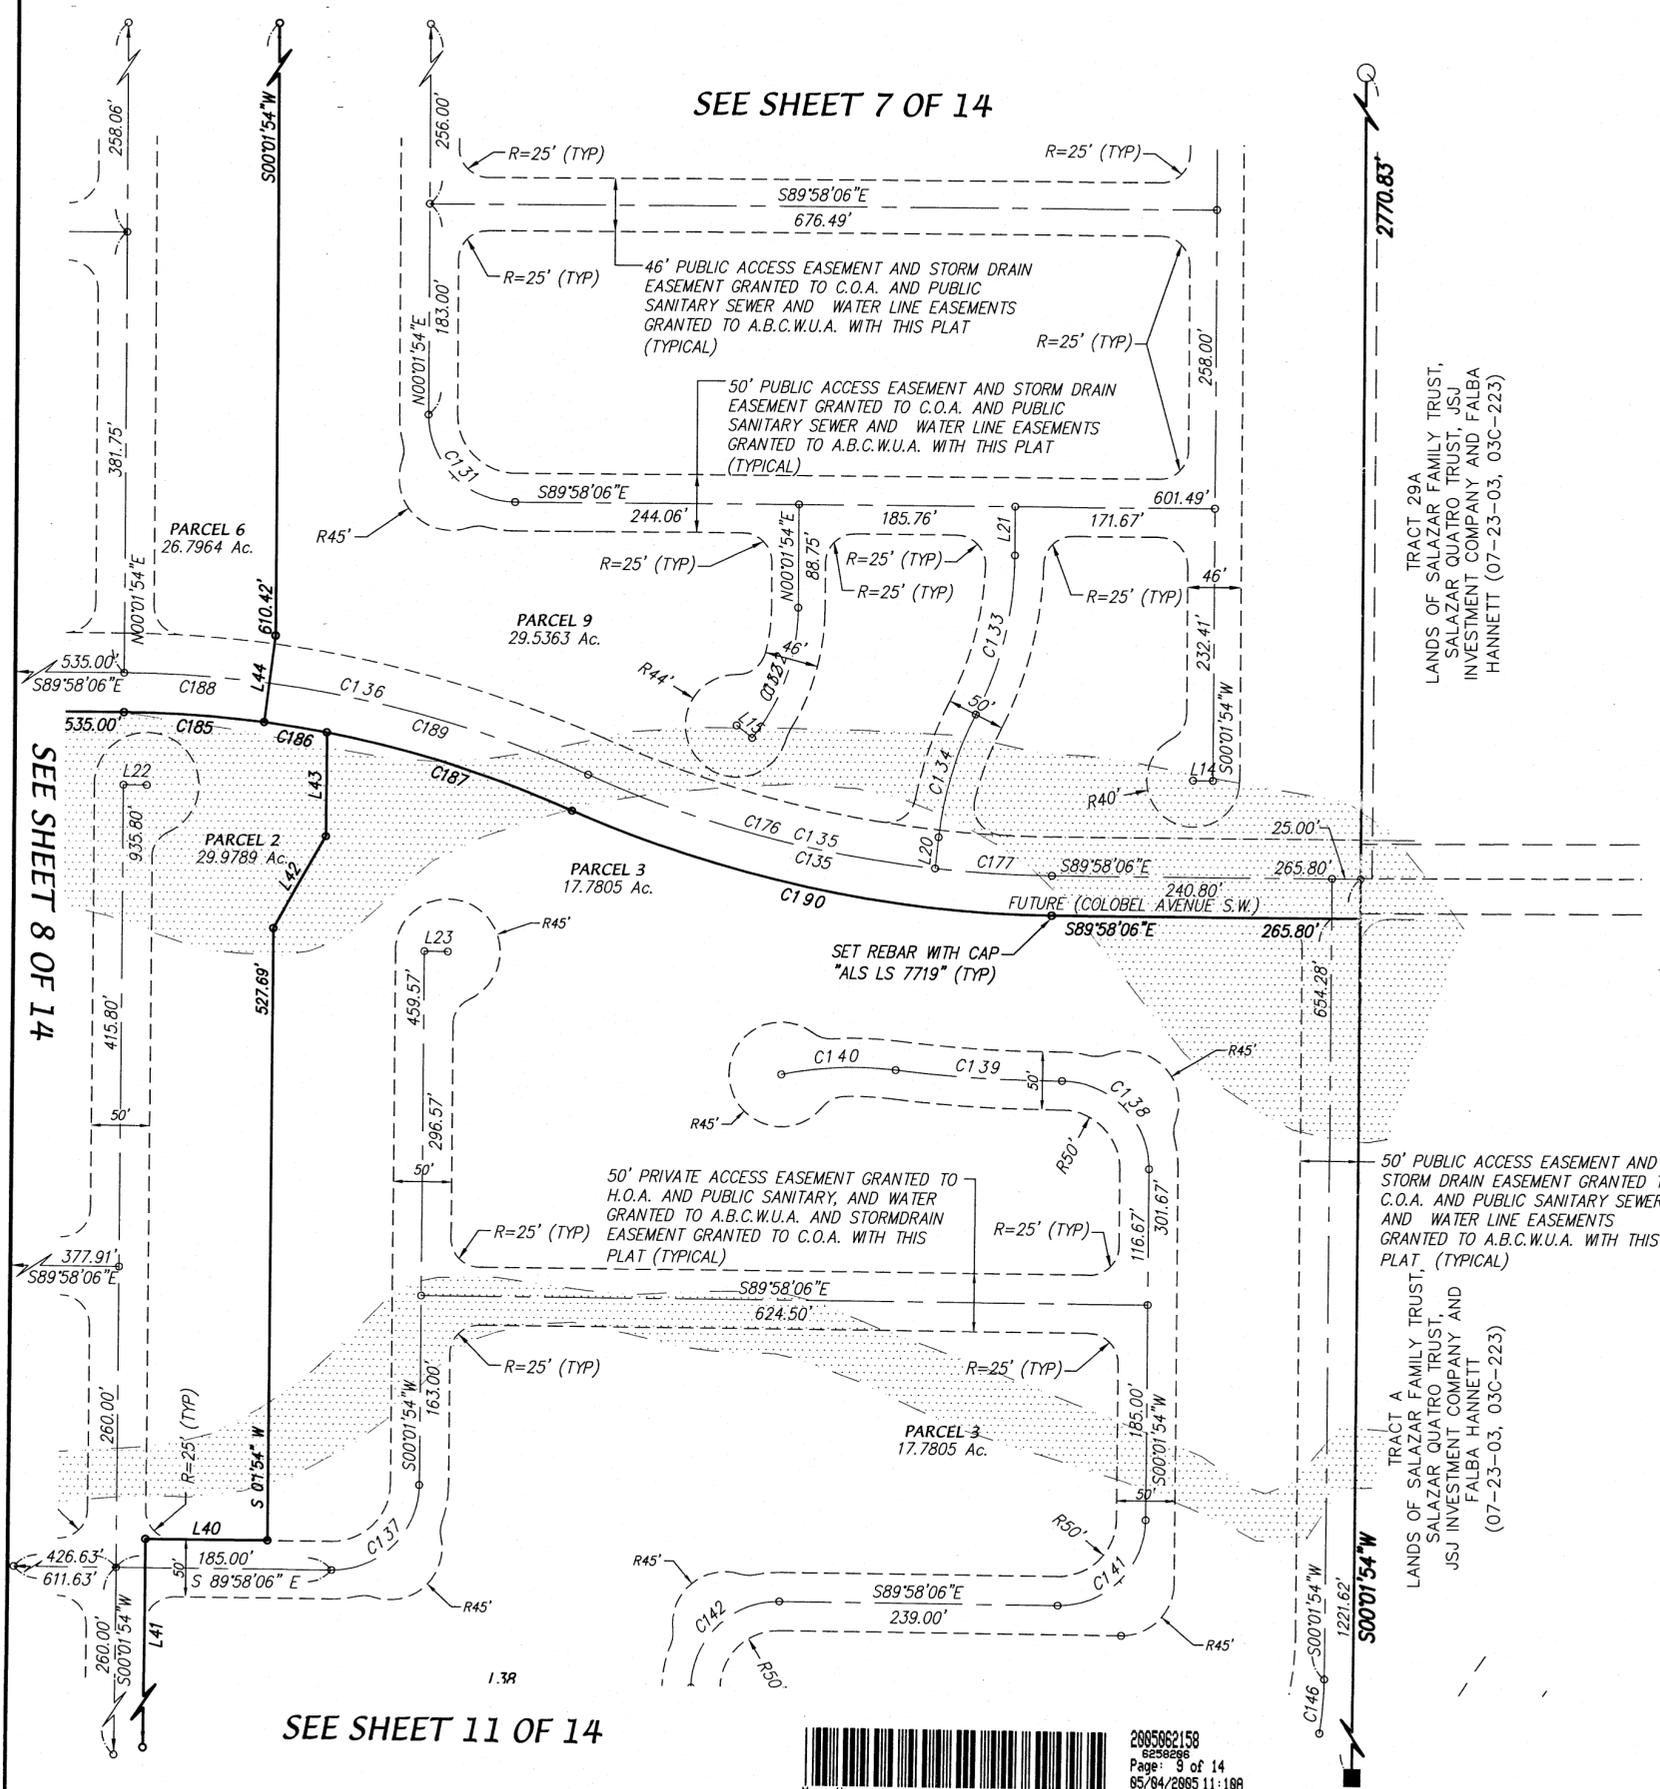 SEE SHEET 7 OF 14
258.06'
S00°01'54"W
256.00'
R=25' (TYP)
R=25' (TYP)
2770.83'
S89°58'06"E
676.49'
R=25' (TYP)
46' PUBLIC ACCESS EASEMENT AND STORM DRAIN
EASEMENT GRANTED TO C.O.A. AND PUBLIC
SANITARY SEWER AND WATER LINE EASEMENTS
GRANTED TO A.B.C.W.U.A. WITH THIS PLAT
(TYPICAL)
183.00'
N00°01'54"E
R=25' (TYP)
258.00'
50' PUBLIC ACCESS EASEMENT AND STORM DRAIN
EASEMENT GRANTED TO C.O.A. AND PUBLIC
SANITARY SEWER AND WATER LINE EASEMENTS
GRANTED TO A.B.C.W.U.A. WITH THIS PLAT
(TYPICAL)
TRACT 29A
LANDS OF SALAZAR FAMILY TRUST,
SALAZAR QUATRO TRUST, JSJ
INVESTMENT COMPANY AND FALBA
HANNETT (07-23-03, 03C-223)
381.75'
C131
S89°58'06"E
244.06'
185.76'
L21
601.49'
171.67'
PARCEL 6
26.7964 Ac.
R45'
R=25' (TYP)
N00°01'54"E
88.75'
R=25' (TYP)
R=25' (TYP)
R=25' (TYP)
46'
N00°01'54"E
610.42'
PARCEL 9
29.5363 Ac.
C133
232.41'
46'
R44'
535.00'
S89°58'06"E
C188
L44
C136
L15
50'
S00°01'54"W
535.00'
C185
C186
C189
C187
C134
L14
R40'
L22
L43
935.80'
PARCEL 2
29.9789 Ac.
L42
C176
C135
C135
L20
C177
S89°58'06"E
25.00'
265.80'
240.80'
PARCEL 3
17.7805 Ac.
C190
FUTURE (COLOBEL AVENUE S.W.)
S89°58'06"E
265.80'
SEE SHEET 8 OF 14
R45'
L23
SET REBAR WITH CAP
"ALS LS 7719" (TYP)
527.69'
459.57'
415.80'
654.28'
C140
C139
50'
R45'
C138
R45'
R50'
50'
296.57'
50'
50' PRIVATE ACCESS EASEMENT GRANTED TO
H.O.A. AND PUBLIC SANITARY, AND WATER
GRANTED TO A.B.C.W.U.A. AND STORMDRAIN
EASEMENT GRANTED TO C.O.A. WITH THIS
PLAT (TYPICAL)
R=25' (TYP)
R=25' (TYP)
116.67'
301.67'
50' PUBLIC ACCESS EASEMENT AND
STORM DRAIN EASEMENT GRANTED T
C.O.A. AND PUBLIC SANITARY SEWER
AND WATER LINE EASEMENTS
GRANTED TO A.B.C.W.U.A. WITH THIS
PLAT (TYPICAL)
377.91'
S89°58'06"E
S89°58'06"E
624.50'
R=25' (TYP)
R=25' (TYP)
163.00'
S00°01'54"W
260.00'
R=25' (TYP)
S 0°1'54" W
PARCEL 3
17.7805 Ac.
185.00'
S00°01'54"W
50'
TRACT A
LANDS OF SALAZAR FAMILY TRUST,
SALAZAR QUATRO TRUST,
JSJ INVESTMENT COMPANY AND
FALBA HANNETT
(07-23-03, 03C-223)
L40
C137
426.63'
611.63'
50'
185.00'
S 89°58'06" E
R45'
R50'
R45'
C141
S89°58'06"E
239.00'
C142
R45'
R50'
260.00'
S00°01'54"W
L41
S00°01'54"W
1221.62'
S00°01'54"W
C146
L38
SEE SHEET 11 OF 14
2005062158
6258206
Page: 9 of 14
05/04/2005 11:10A